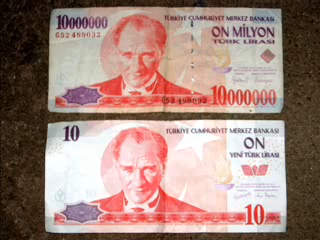 10000000
TÜRKİYE CUMHURİYET MERKEZ BANKASI
G52 488032
ON MİLYON
TÜRK LİRASI
G52 488032
10000000
10
TÜRKİYE CUMHURİYET MERKEZ BANKASI
ON
YENİ TÜRK LİRASI
10